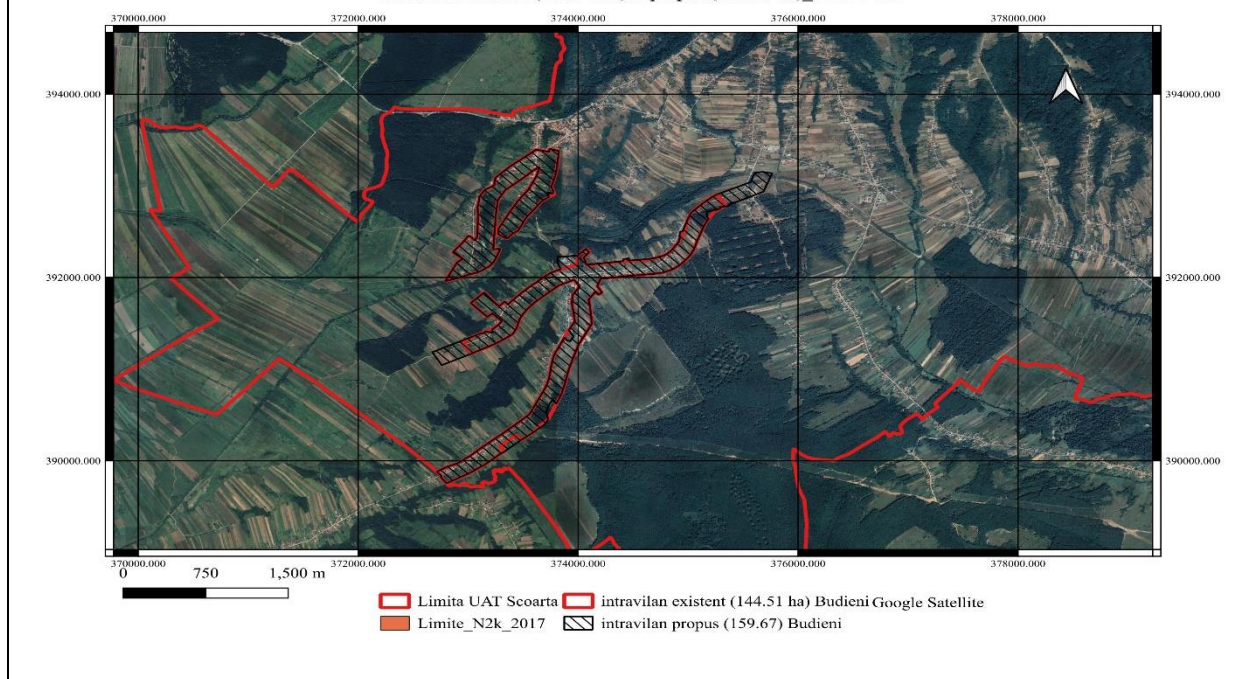 370000.000 372000.000 374000.000 376000.000 378000.000
394000.000 394000.000
392000.000 392000.000
390000.000 390000.000
370000.000 372000.000 374000.000 376000.000 378000.000
0 750 1,500 m
Limita UAT Scoarta intravilan existent (144.51 ha) Budieni Google Satellite
Limite_N2k_2017 intravilan propus (159.67) Budieni